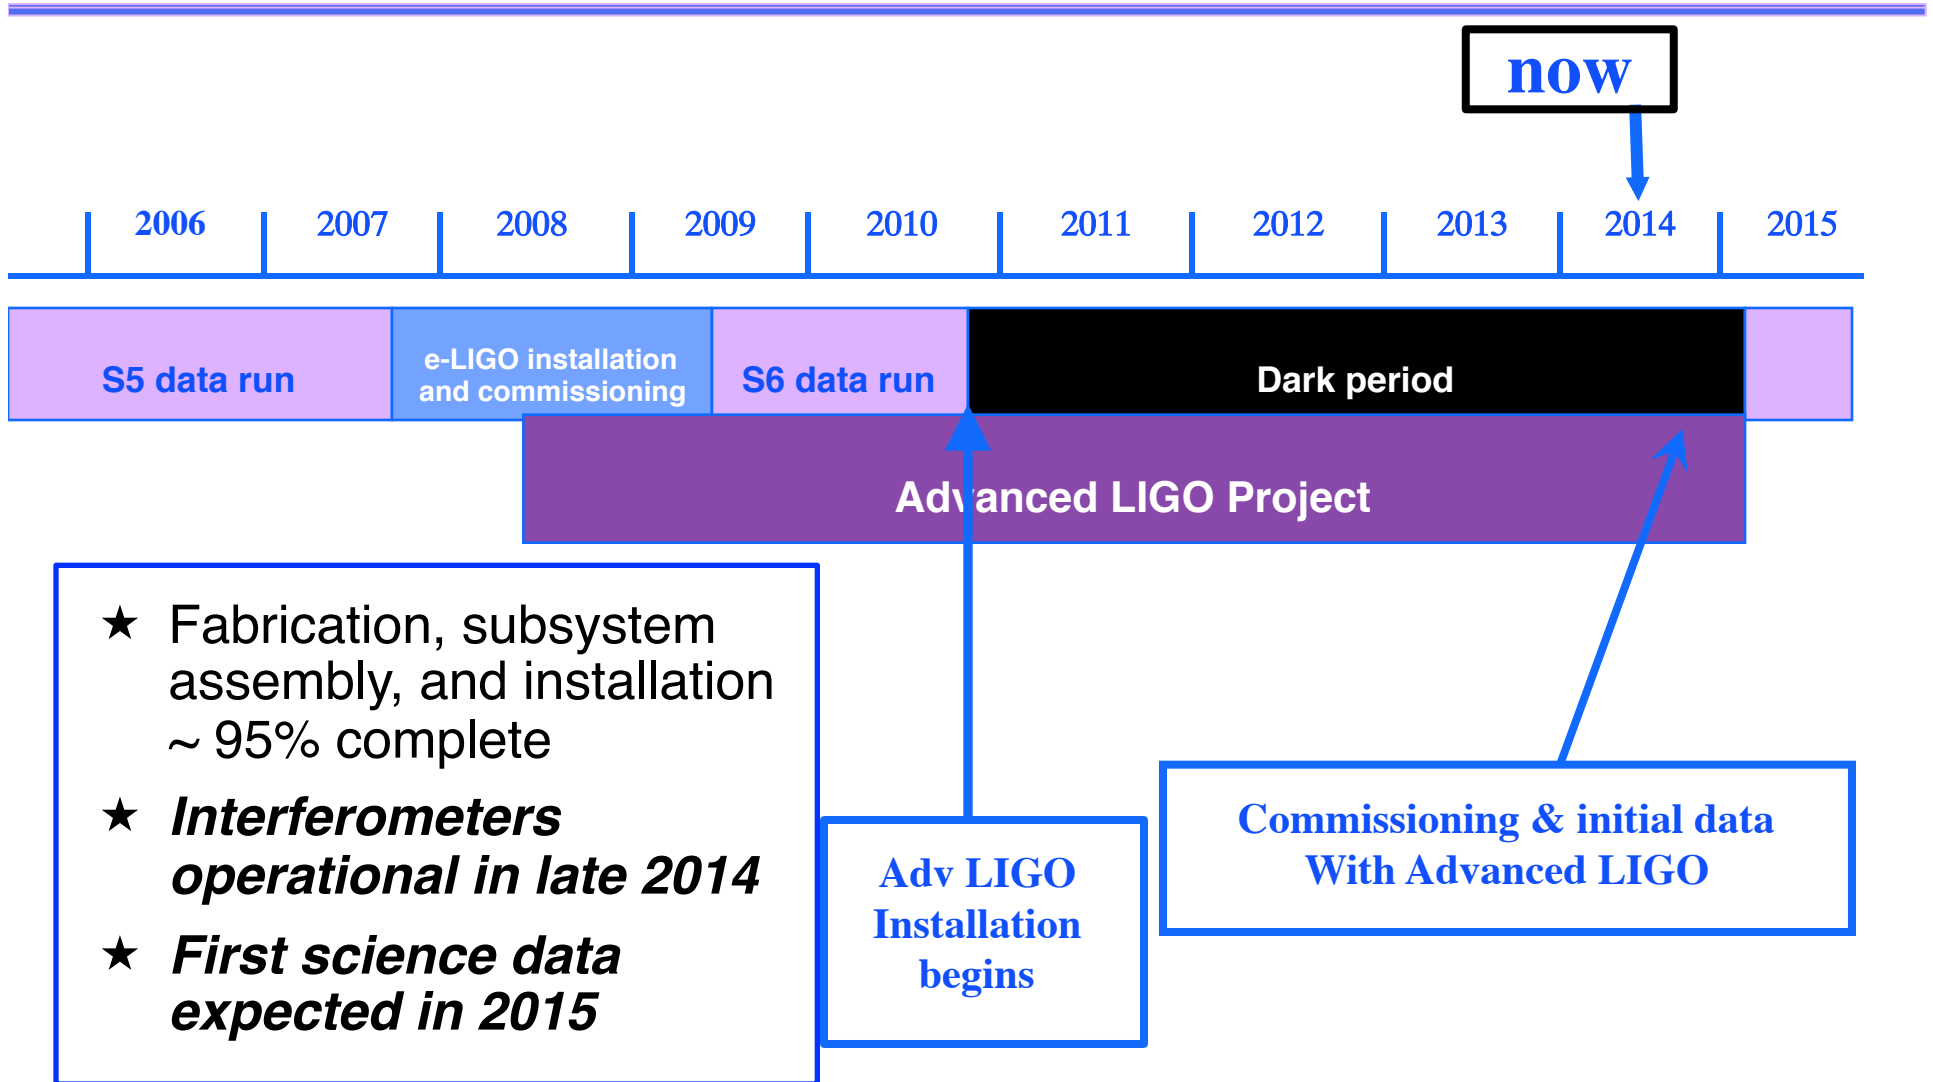 now
2006 2007 2008 2009 2010 2011 2012 2013 2014 2015
S5 data run
e-LIGO installation
and commissioning
S6 data run
Dark period
Advanced LIGO Project
★ Fabrication, subsystem
assembly, and installation
~ 95% complete
★ Interferometers
operational in late 2014
★ First science data
expected in 2015
Adv LIGO
Installation
begins
Commissioning & initial data
With Advanced LIGO